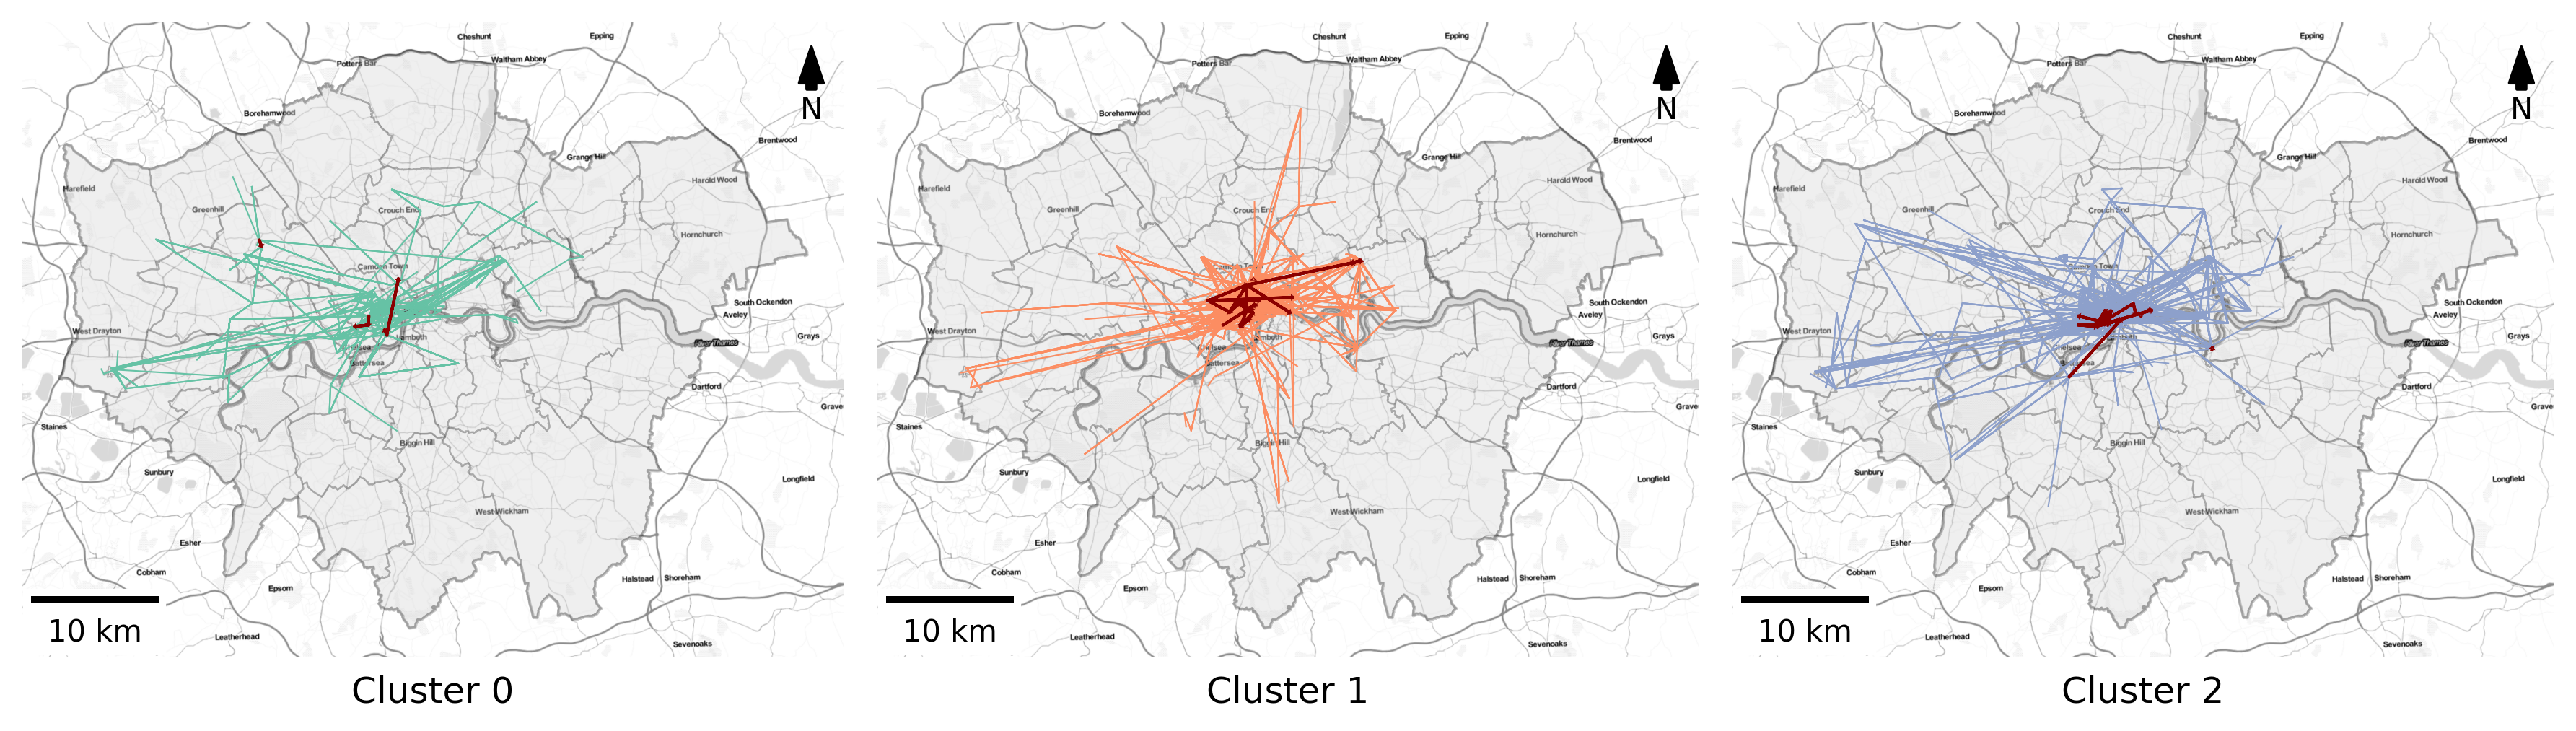 Cheshunt
Epping
Potters Bar
Waltham Abbey
N
Borehamwood
Brentwood
Grange Hill
Harold Wood
Harefield
Greenhill
Crouch End
Hornchurch
Camden Town
South Ockendon
Aveley
West Drayton
Grays
Lambeth
Chelsea
River Thames
Battersea
Dartford
Grave
Staines
Biggin Hill
Sunbury
Longfield
West Wickham
Esher
Cobham
Epsom
Halstead
Shoreham
10 km
Leatherhead
Sevenoaks
Cluster 0
Cheshunt
Epping
Potters Bar
Waltham Abbey
N
Borehamwood
Brentwood
Grange Hill
Harold Wood
Harefield
Greenhill
Crouch End
Hornchurch
Camden Town
South Ockendon
Aveley
West Drayton
Grays
Lambeth
Chelsea
River Thames
Battersea
Dartford
Grave
Staines
Biggin Hill
Sunbury
Longfield
West Wickham
Esher
Cobham
Epsom
Halstead
Shoreham
10 km
Leatherhead
Sevenoaks
Cluster 1
Cheshunt
Epping
Potters Bar
Waltham Abbey
N
Borehamwood
Brentwood
Grange Hill
Harold Wood
Harefield
Greenhill
Crouch End
Hornchurch
Camden Town
South Ockendon
Aveley
West Drayton
Grays
Lambeth
Chelsea
River Thames
Battersea
Dartford
Grave
Staines
Biggin Hill
Sunbury
Longfield
West Wickham
Esher
Cobham
Epsom
Halstead
Shoreham
10 km
Leatherhead
Sevenoaks
Cluster 2